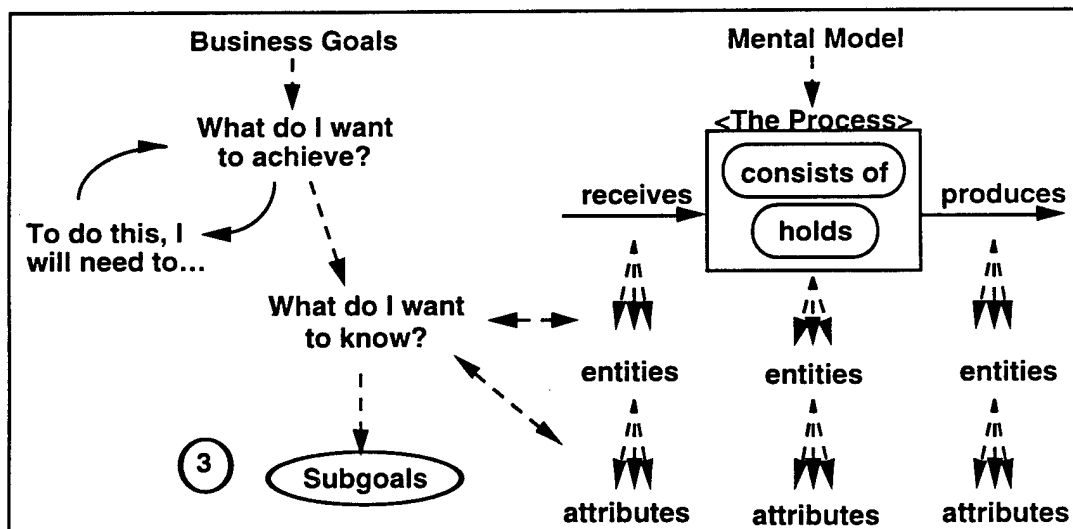 Business Goals
What do I want
to achieve?
To do this, I
will need to...
What do I want
to know?
3
Subgoals
Mental Model
<The Process>
receives
consists of
holds
produces
entities
entities
entities
attributes
attributes
attributes